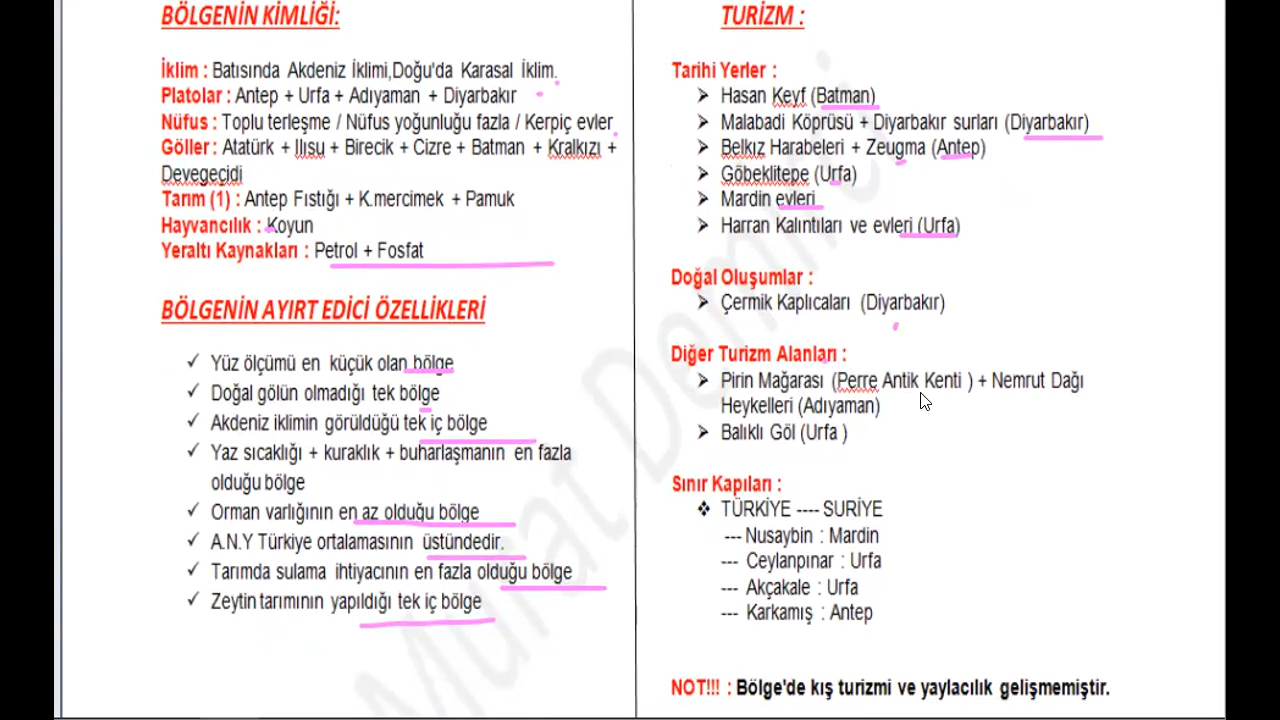 BÖLGENİN KİMLİĞİ:
İklim : Batısında Akdeniz İklimi,Doğu'da Karasal İklim.
Platolar : Antep + Urfa + Adıyaman + Diyarbakır
Nüfus : Toplu terleşme / Nüfus yoğunluğu fazla / Kerpiç evler
Göller : Atatürk + Ilısu + Birecik + Cizre + Batman + Kralkızı +
Devegeçidi
Tarım (1) : Antep Fıstığı + K.mercimek + Pamuk
Hayvancılık : Koyun
Yeraltı Kaynakları : Petrol + Fosfat
BÖLGENİN AYIRT EDİCİ ÖZELLİKLERİ
✓ Yüz ölçümü en küçük olan bölge
✓ Doğal gölün olmadığı tek bölge
✓ Akdeniz iklimin görüldüğü tek iç bölge
✓ Yaz sıcaklığı + kuraklık + buharlaşmanın en fazla
olduğu bölge
✓ Orman varlığının en az olduğu bölge
✓ A.N.Y Türkiye ortalamasının üstündedir.
✓ Tarımda sulama ihtiyacının en fazla olduğu bölge
✓ Zeytin tarımının yapıldığı tek iç bölge
TURİZM :
Tarihi Yerler :
➢ Hasan Keyf (Batman)
➢ Malabadi Köprüsü + Diyarbakır surları (Diyarbakır)
➢ Belkız Harabeleri + Zeugma (Antep)
➢ Göbeklitepe (Urfa)
➢ Mardin evleri
➢ Harran Kalıntıları ve evleri (Urfa)
Doğal Oluşumlar :
➢ Çermik Kaplıcaları (Diyarbakır)
Diğer Turizm Alanları :
➢ Pirin Mağarası (Perre Antik Kenti ) + Nemrut Dağı
Heykelleri (Adıyaman)
➢ Balıklı Göl (Urfa )
Sınır Kapıları :
❖ TÜRKİYE ---- SURİYE
--- Nusaybin : Mardin
--- Ceylanpınar : Urfa
--- Akçakale : Urfa
--- Karkamış : Antep
NOT!!! : Bölge'de kış turizmi ve yaylacılık gelişmemiştir.